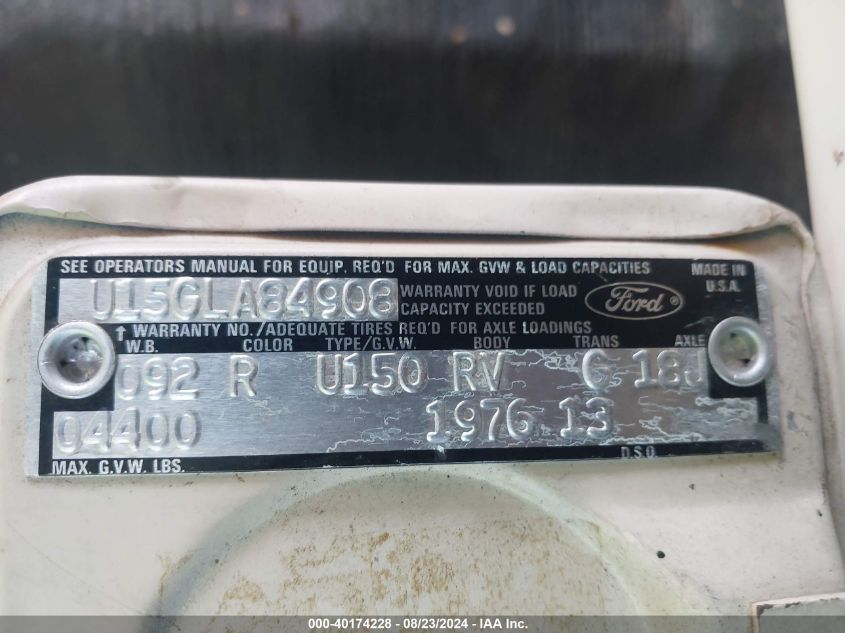 SEE OPERATORS MANUAL FOR EQUIP. REQ'D FOR MAX. GVW & LOAD CAPACITIES
MADE IN U.S.A.
U15GLA84908
WARRANTY VOID IF LOAD
CAPACITY EXCEEDED
Ford ®
↑ WARRANTY NO./ADEQUATE TIRES REQ'D FOR AXLE LOADINGS
W.B. COLOR TYPE/G.V.W. BODY TRANS AXLE
092 R U150 RV G 18J
04400 1976.13
MAX. G.V.W. LBS. D.S.O.
000-40174228 - 08/23/2024 - IAA Inc.